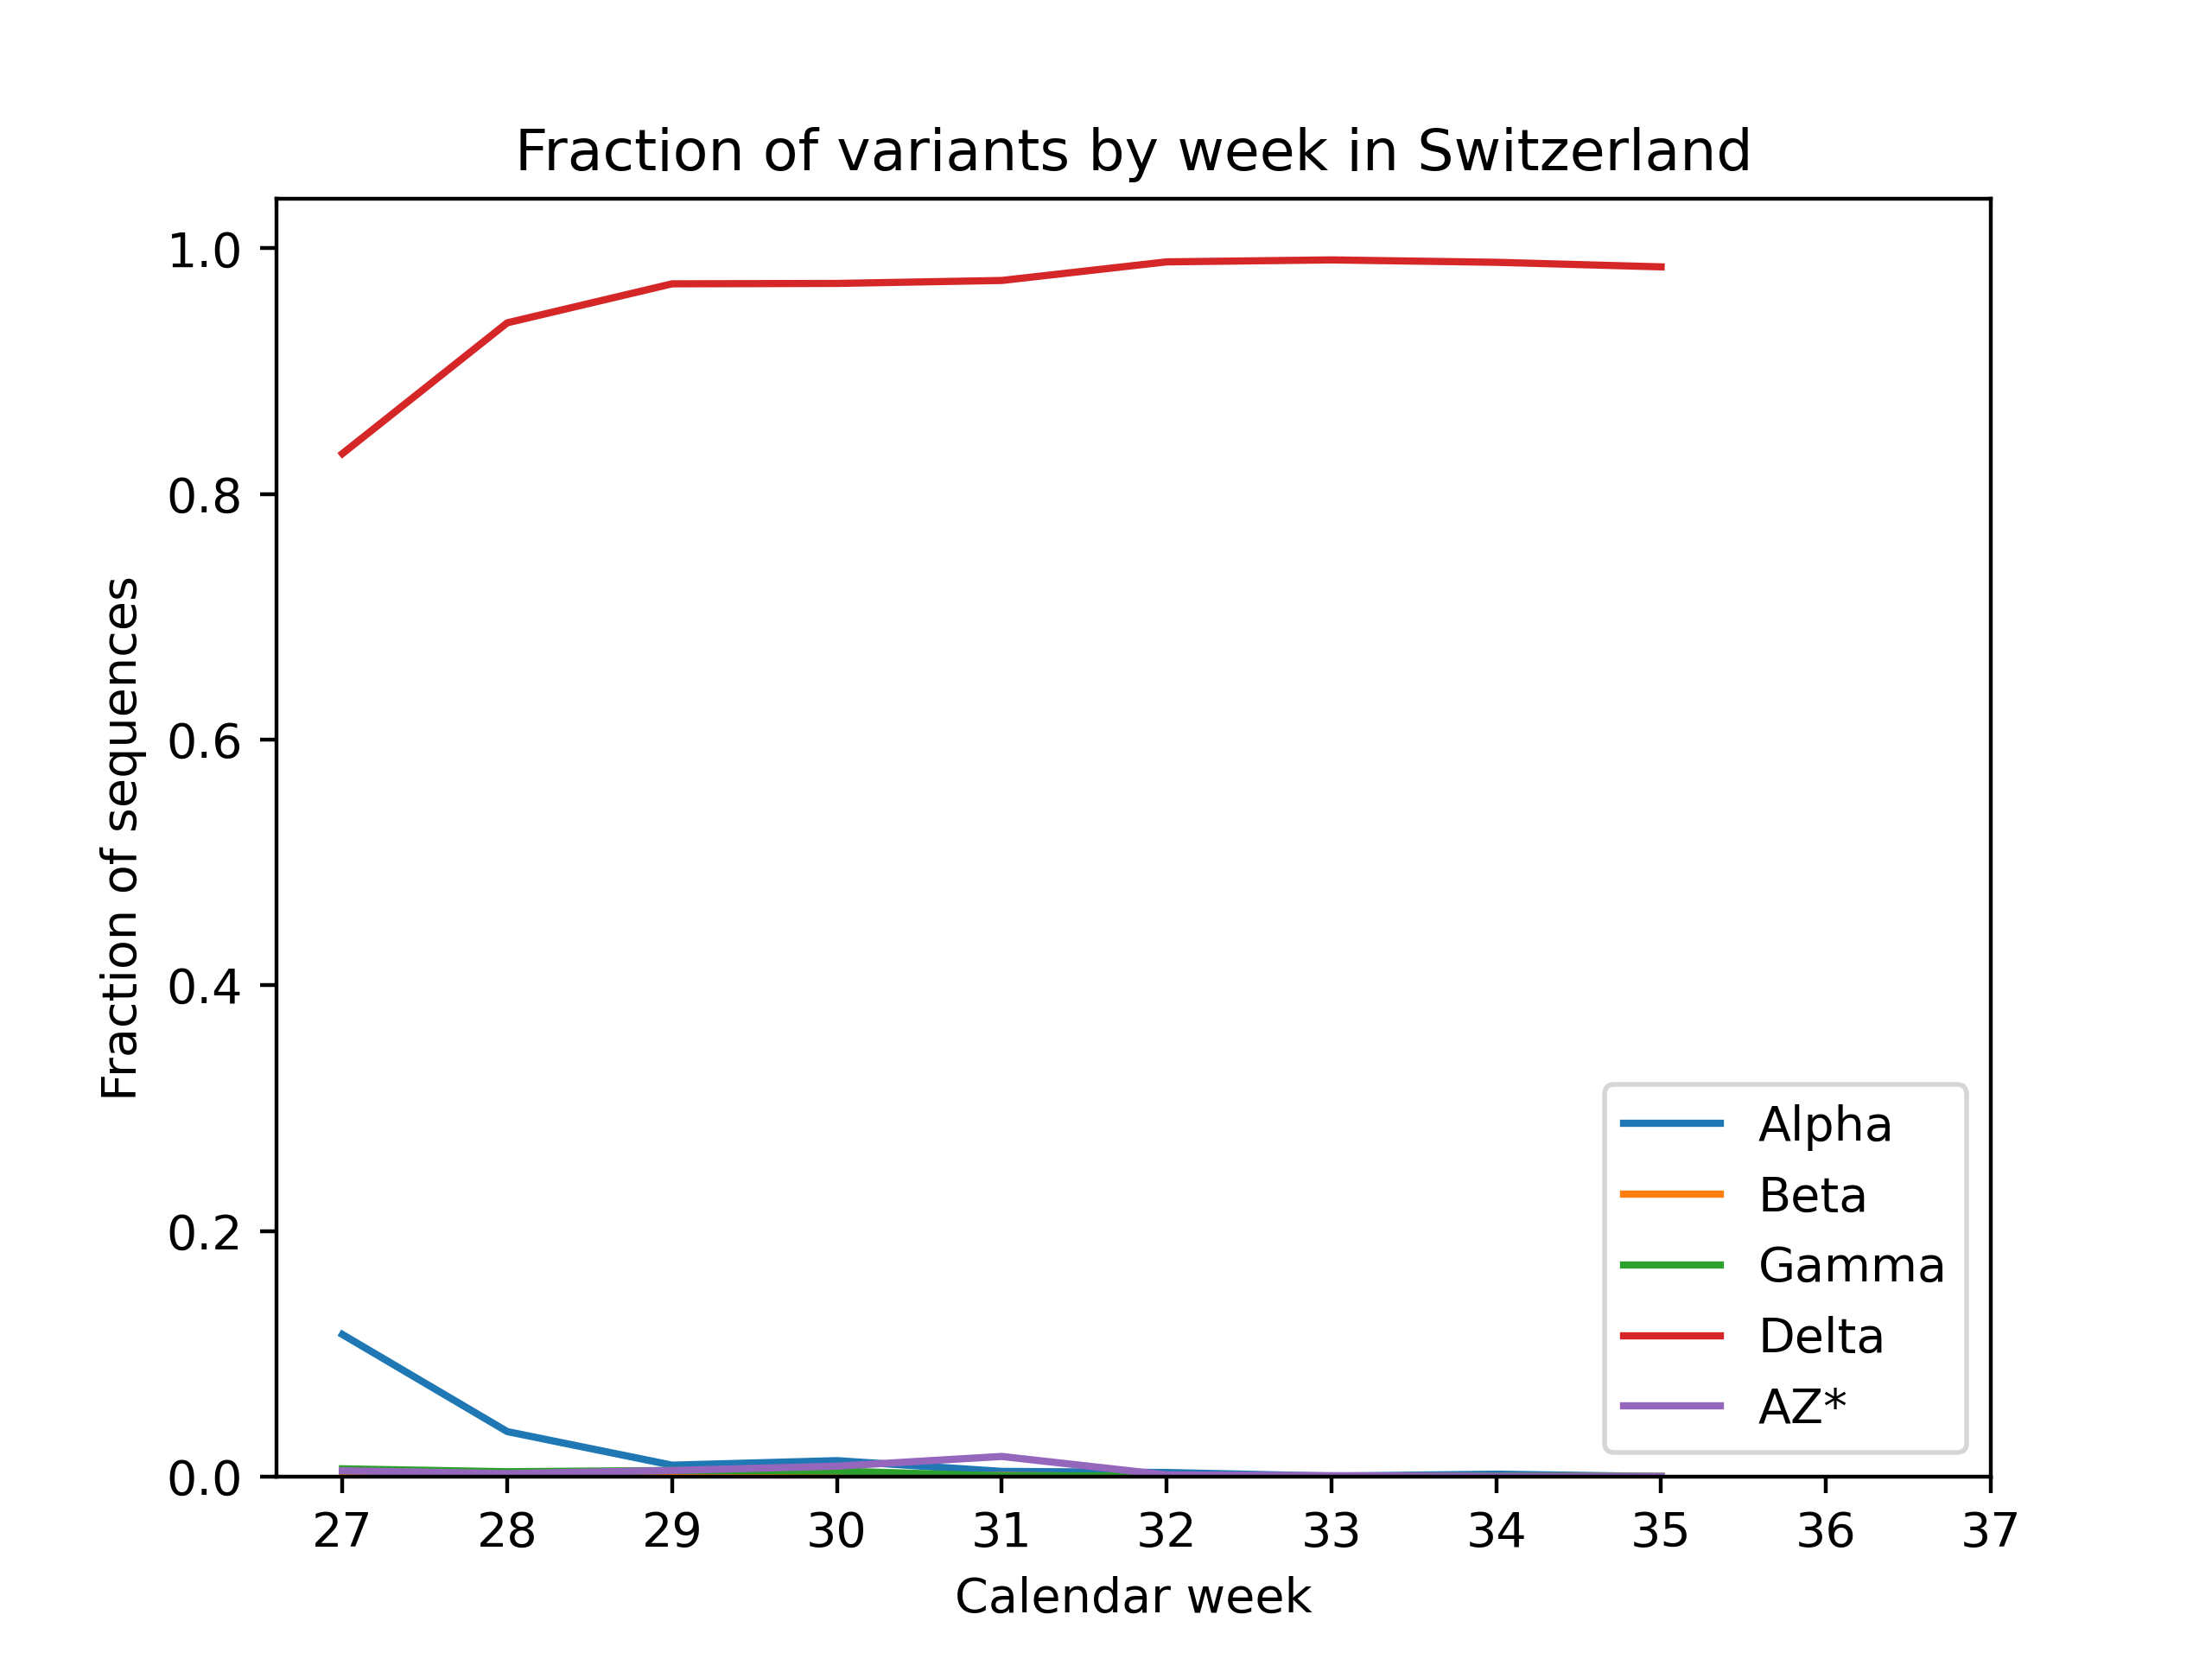 Fraction of variants by week in Switzerland
1.0
0.8
0.6
0.4
0.2
0.0
Fraction of sequences
Alpha
Beta
Gamma
Delta
AZ*
27 28 29 30 31 32 33 34 35 36 37
Calendar week